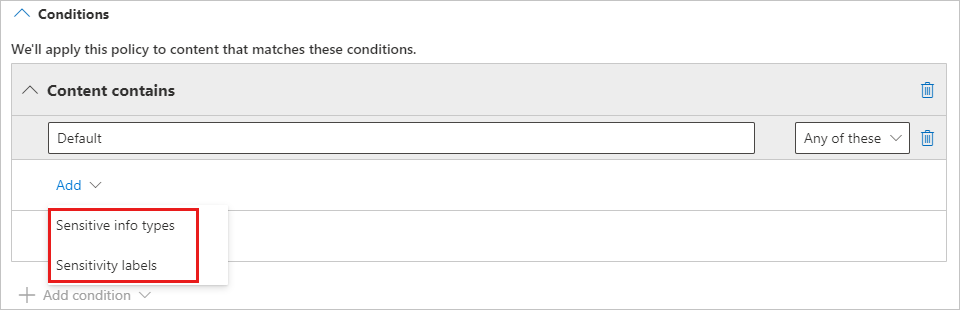 Conditions
We'll apply this policy to content that matches these conditions.
Content contains
Default
Any of these
Add
Sensitive info types
Sensitivity labels
Add condition